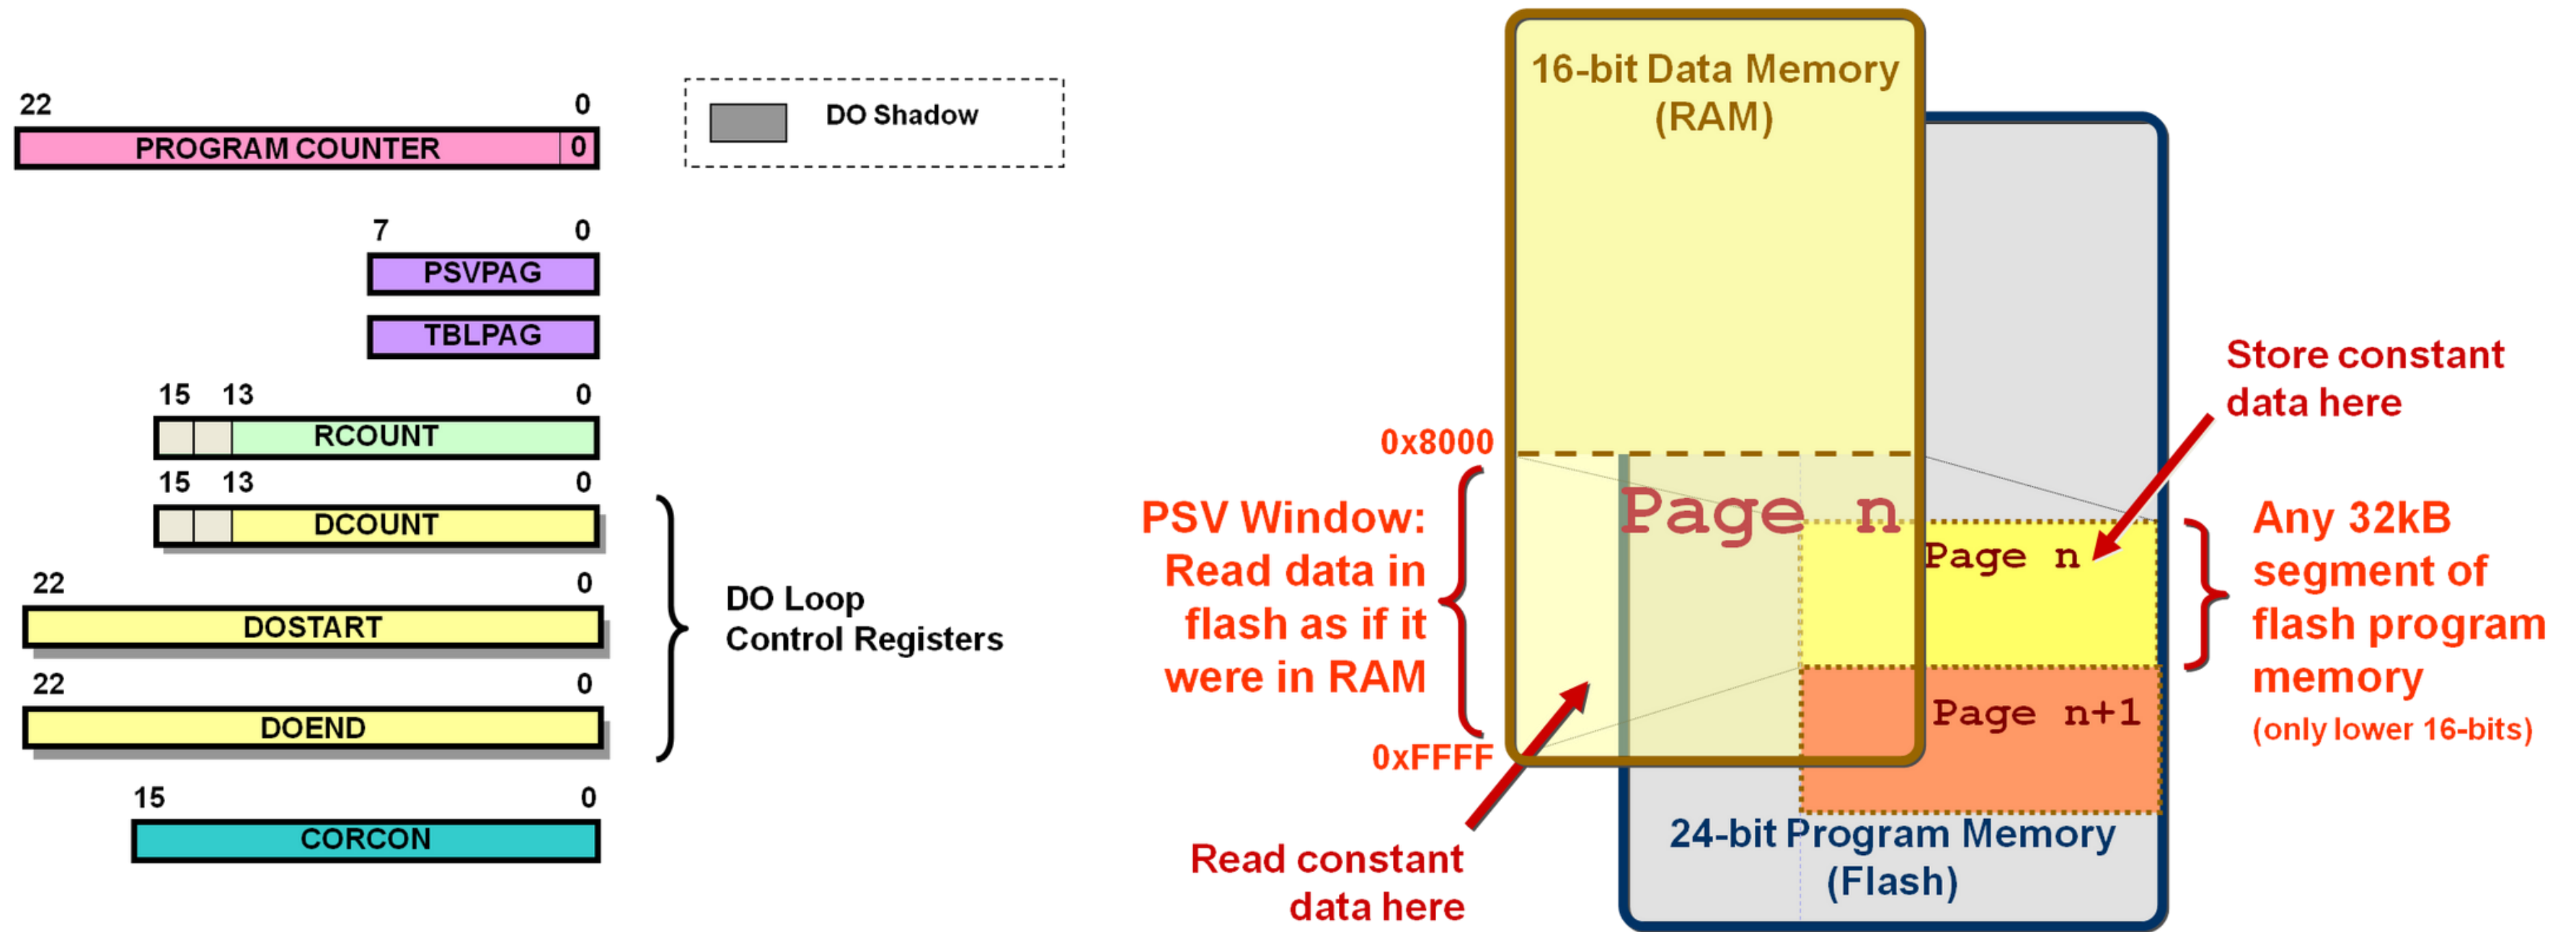 22 0
PROGRAM COUNTER 0
DO Shadow
7 0
PSVPAG
TBLPAG
15 13 0
RCOUNT
15 13 0
DCOUNT
22 0
DOSTART
22 0
DOEND
15 0
CORCON
DO Loop
Control Registers
16-bit Data Memory
(RAM)
0x8000
PSV Window:
Read data in
flash as if it
were in RAM
0xFFFF
Read constant
data here
Page n
Page n
Page n+1
24-bit Program Memory
(Flash)
Store constant
data here
Any 32kB
segment of
flash program
memory
(only lower 16-bits)